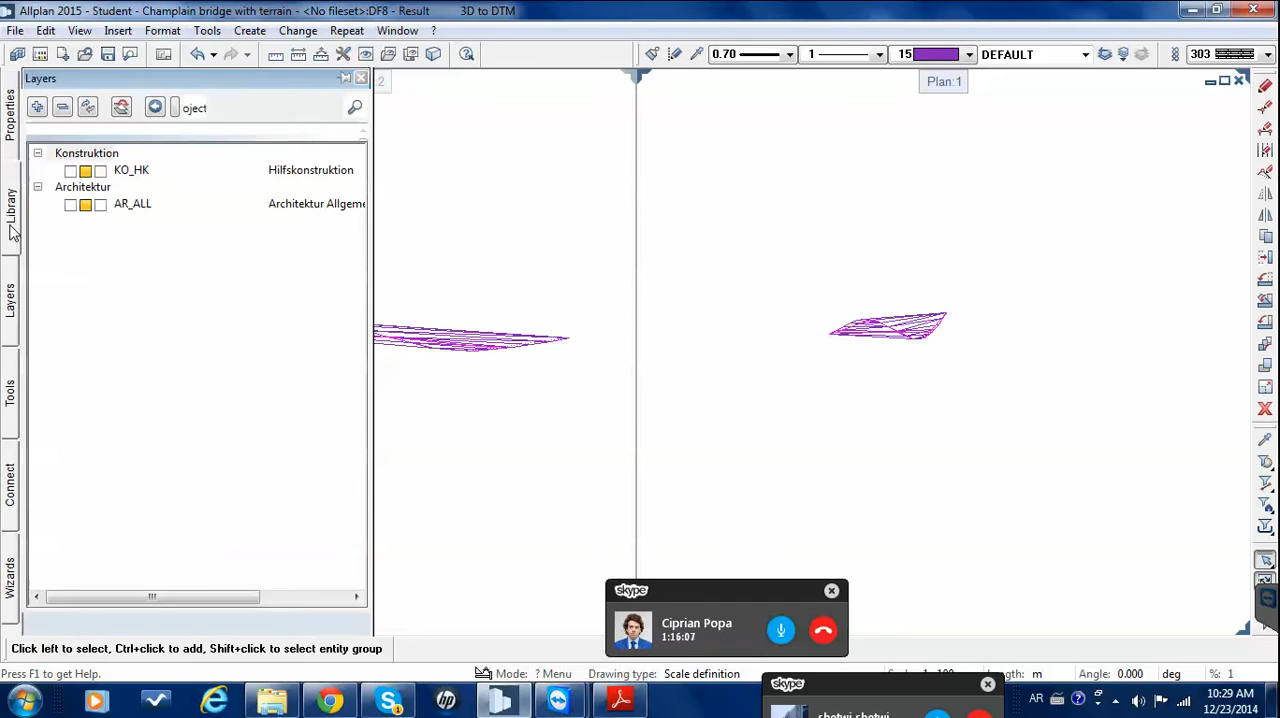 Allplan 2015 - Student - Champlain bridge with terrain - <No fileset>:DF8 - Result 3D to DTM
File Edit View Insert Format Tools Create Change Repeat Window ?
0.70 1 15 DEFAULT 303
Layers
2
Plan:1
oject
Properties
Library
Layers
Tools
Connect
Wizards
Konstruktion
KO_HK Hilfskonstruktion
Architektur
AR_ALL Architektur Allgeme
skype
Ciprian Popa
1:16:07
Click left to select, Ctrl+click to add, Shift+click to select entity group
Press F1 to get Help. Mode: ? Menu Drawing type: Scale definition m Angle: 0.000 deg %: 1
skype
AR
10:29 AM
12/23/2014